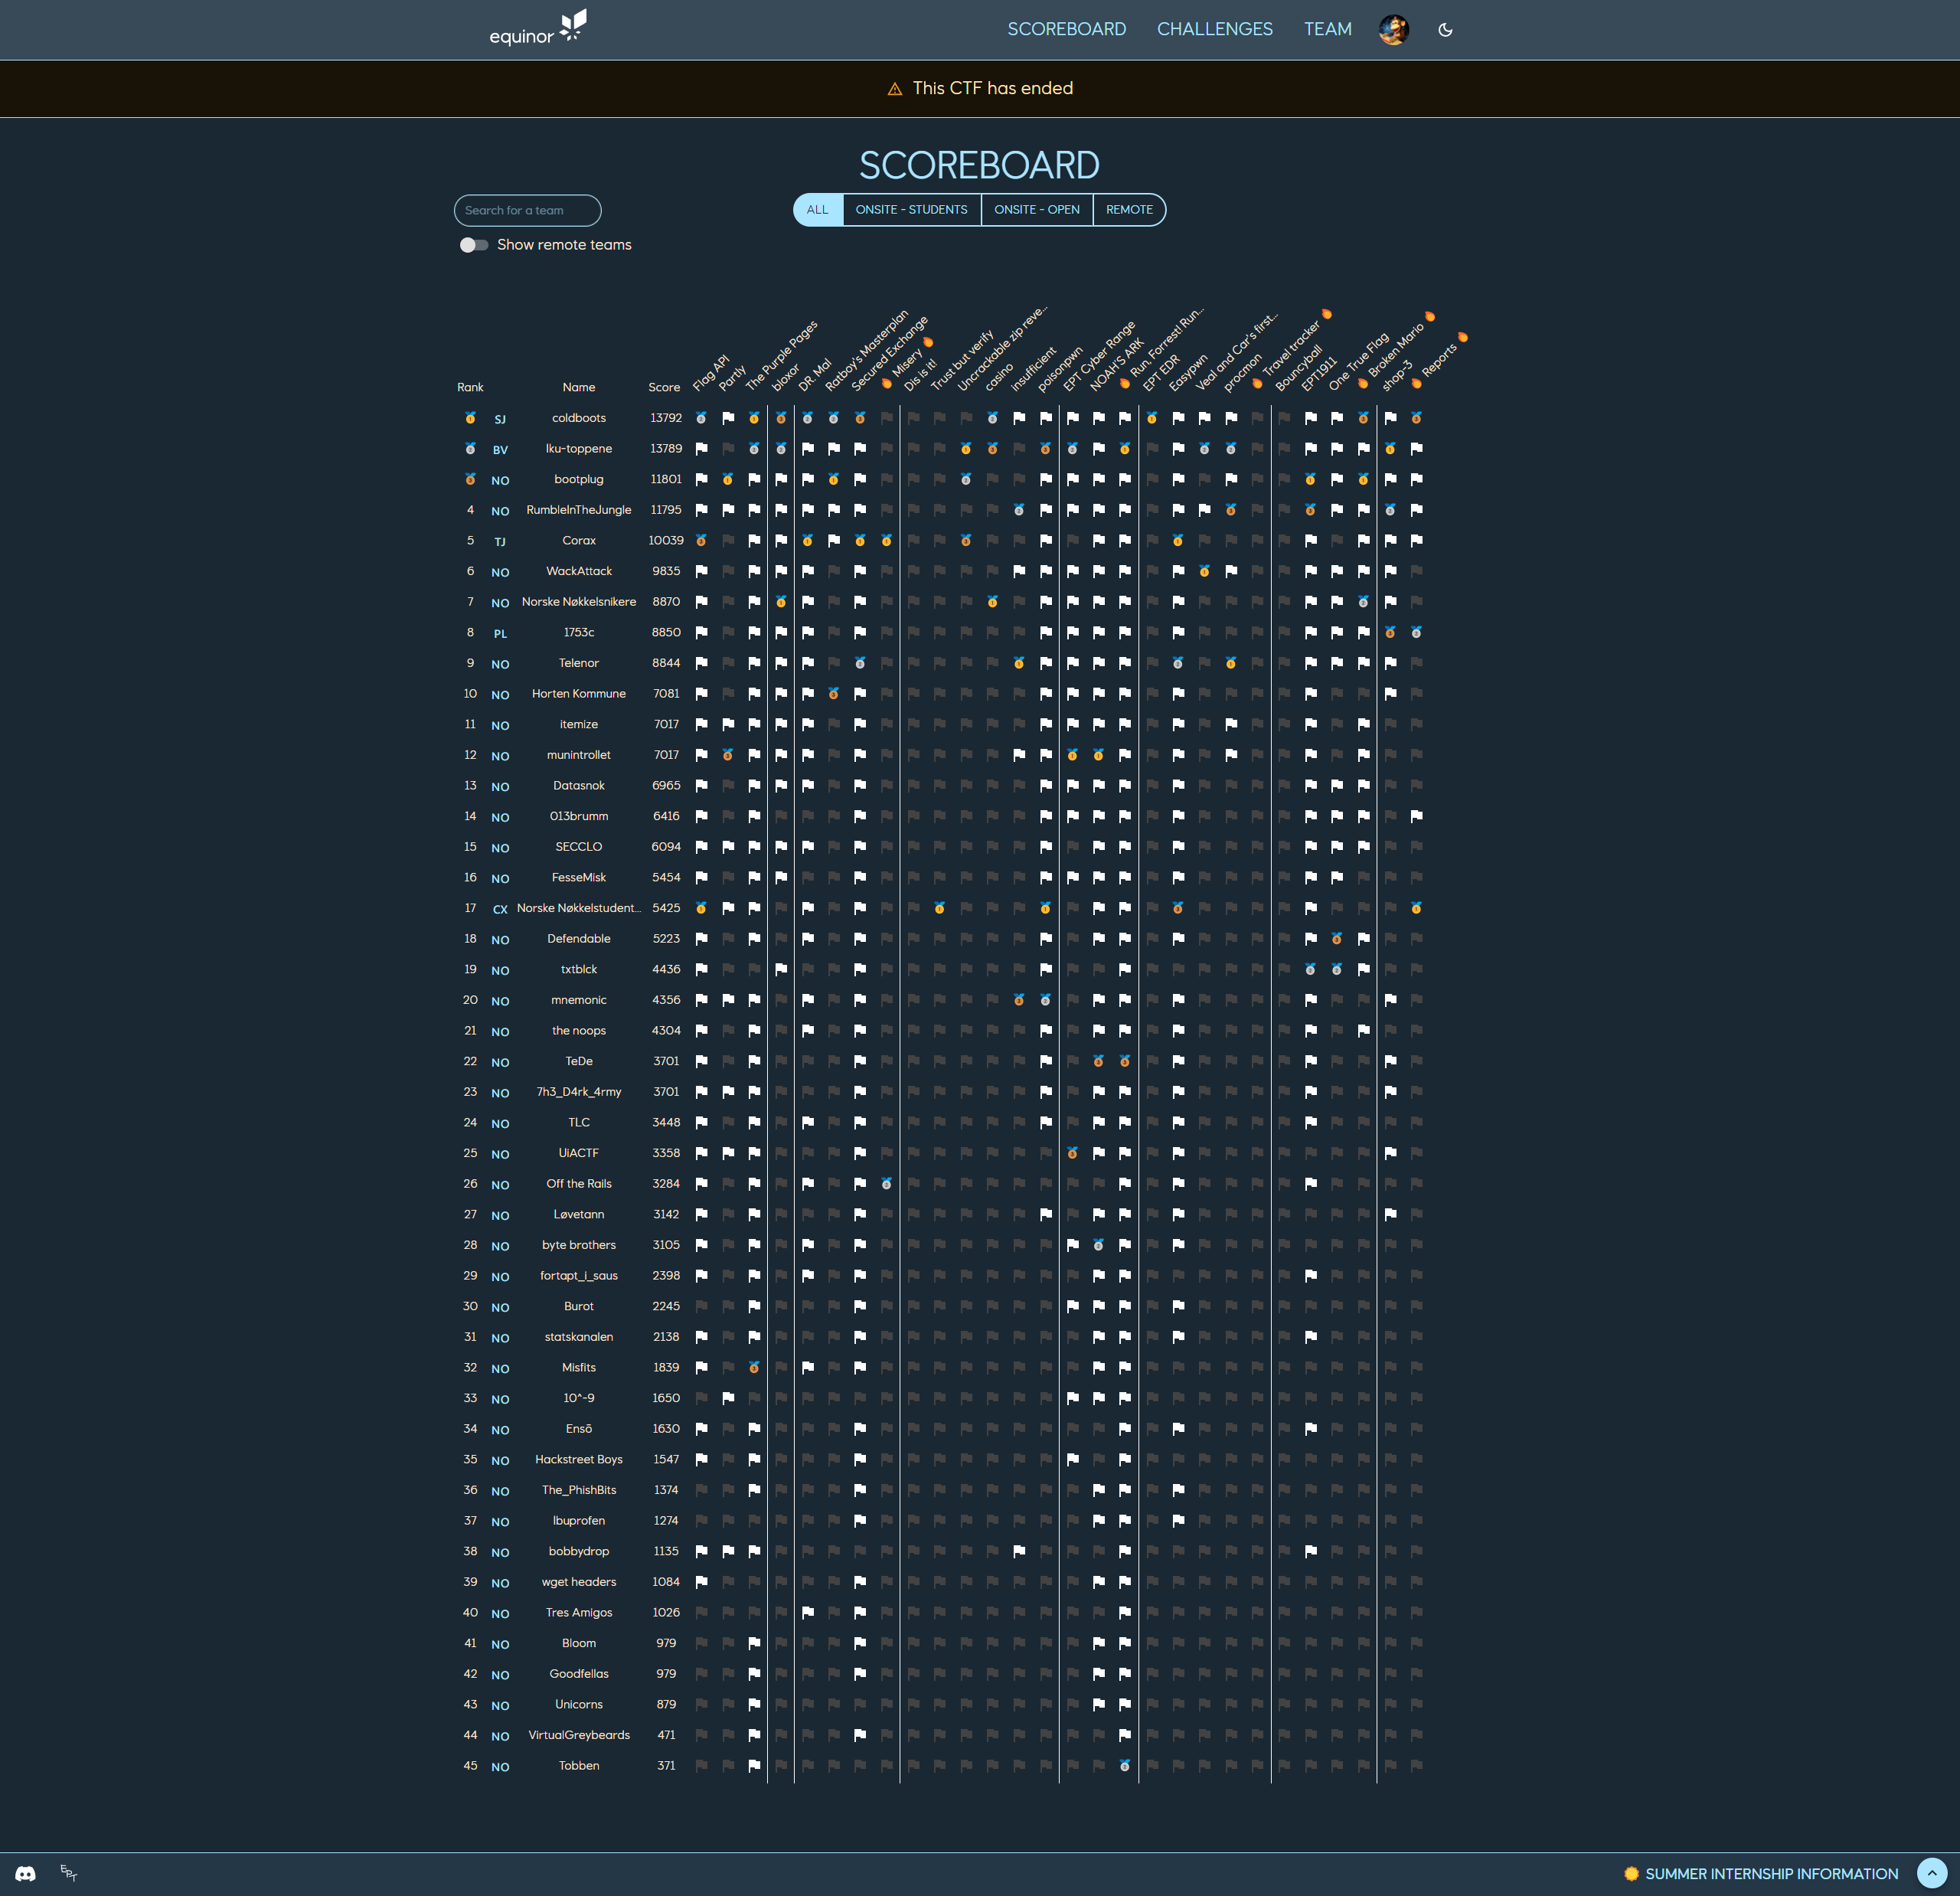 equinor
SCOREBOARD CHALLENGES TEAM
This CTF has ended
SCOREBOARD
Search for a team
ALL ONSITE - STUDENTS ONSITE - OPEN REMOTE
Show remote teams
Rank Name Score Flag API Partly The Purple Pages bloxor DR. Mal Ratboy's Masterplan Secured Exchange Misery Dis is it! Trust but verify Uncrackable zip reve... casino insufficient poisonpwn EPT Cyber Range NOAH'S ARK Run, Forrest! Run... EPT EDR Easypwn Veal and Car's first... procmon Travel tracker Bouncyball EPT1911 One True Flag Broken Mario shop-3 Reports
SJ coldboots 13792
BV Iku-toppene 13789
NO bootplug 11801
4 NO RumbleInTheJungle 11795
5 TJ Corax 10039
6 NO WackAttack 9835
7 NO Norske Nøkkelsnikere 8870
8 PL 1753c 8850
9 NO Telenor 8844
10 NO Horten Kommune 7081
11 NO itemize 7017
12 NO munintrollet 7017
13 NO Datasnok 6965
14 NO 013brumm 6416
15 NO SECCLO 6094
16 NO FesseMisk 5454
17 CX Norske Nøkkelstudent... 5425
18 NO Defendable 5223
19 NO txtblck 4436
20 NO mnemonic 4356
21 NO the noops 4304
22 NO TeDe 3701
23 NO 7h3_D4rk_4rmy 3701
24 NO TLC 3448
25 NO UiACTF 3358
26 NO Off the Rails 3284
27 NO Løvetann 3142
28 NO byte brothers 3105
29 NO fortapt_i_saus 2398
30 NO Burot 2245
31 NO statskanalen 2138
32 NO Misfits 1839
33 NO 10^-9 1650
34 NO Ensō 1630
35 NO Hackstreet Boys 1547
36 NO The_PhishBits 1374
37 NO Ibuprofen 1274
38 NO bobbydrop 1135
39 NO wget headers 1084
40 NO Tres Amigos 1026
41 NO Bloom 979
42 NO Goodfellas 979
43 NO Unicorns 879
44 NO VirtualGreybeards 471
45 NO Tobben 371
EPT
SUMMER INTERNSHIP INFORMATION